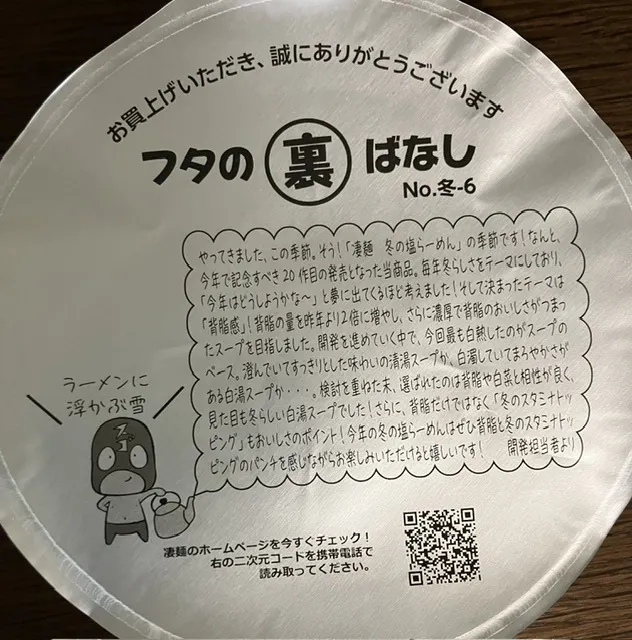 お買上げいただき、誠にありがとうございます
フタの裏ばなし
No.冬-6
やってきました、この季節。そう!「凄麺 冬の塩らーめん」の季節です!なんと、
今年で記念すべき20作目の発売となった当商品。毎年冬らしさをテーマにしており、
「今年はどうしようかな〜」と夢に出てくるほど考えました!そして決まったテーマは
「背脂感」!背脂の量を昨年より2倍に増やし、さらに濃厚で背脂のおいしさがつまっ
たスープを目指しました。開発を進めていく中で、今回最も白熱したのがスープの
ベース。澄んでいてすっきりとした味わいの清湯スープか、白濁していてまろやかさが
ある白湯スープか・・・。検討を重ねた末、選ばれたのは背脂や白菜と相性が良く、
見た目も冬らしい白湯スープでした!さらに、背脂だけではなく「冬のスタミナトッ
ピング」もおいしさのポイント!今年の冬の塩らーめんはぜひ背脂と冬のスタミナトッ
ピングのパンチを感じながらお楽しみいただけると嬉しいです! 開発担当者より
ラーメンに
浮かぶ雪
凄麺のホームページを今すぐチェック!
右の二次元コードを携帯電話で
読み取ってください。